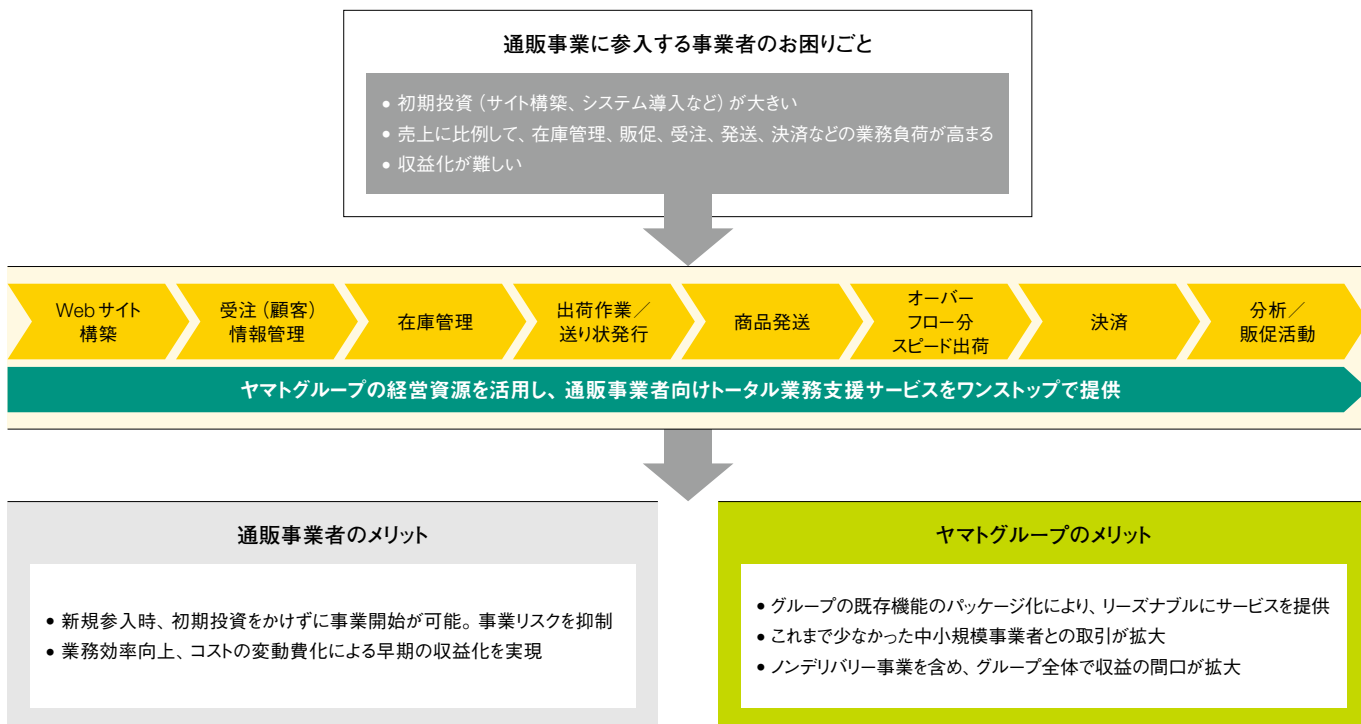 通販事業に参入する事業者のお困りごと
• 初期投資（サイト構築、システム導入など）が大きい
• 売上に比例して、在庫管理、販促、受注、発送、決済などの業務負荷が高まる
• 収益化が難しい
Webサイト
構築
受注（顧客）
情報管理
在庫管理
出荷作業／
送り状発行
商品発送
オーバー
フロー分
スピード出荷
決済
分析／
販促活動
ヤマトグループの経営資源を活用し、通販事業者向けトータル業務支援サービスをワンストップで提供
通販事業者のメリット
• 新規参入時、初期投資をかけずに事業開始が可能。事業リスクを抑制
• 業務効率向上、コストの変動費化による早期の収益化を実現
ヤマトグループのメリット
• グループの既存機能のパッケージ化により、リーズナブルにサービスを提供
• これまで少なかった中小規模事業者との取引が拡大
• ノンデリバリー事業を含め、グループ全体で収益の間口が拡大